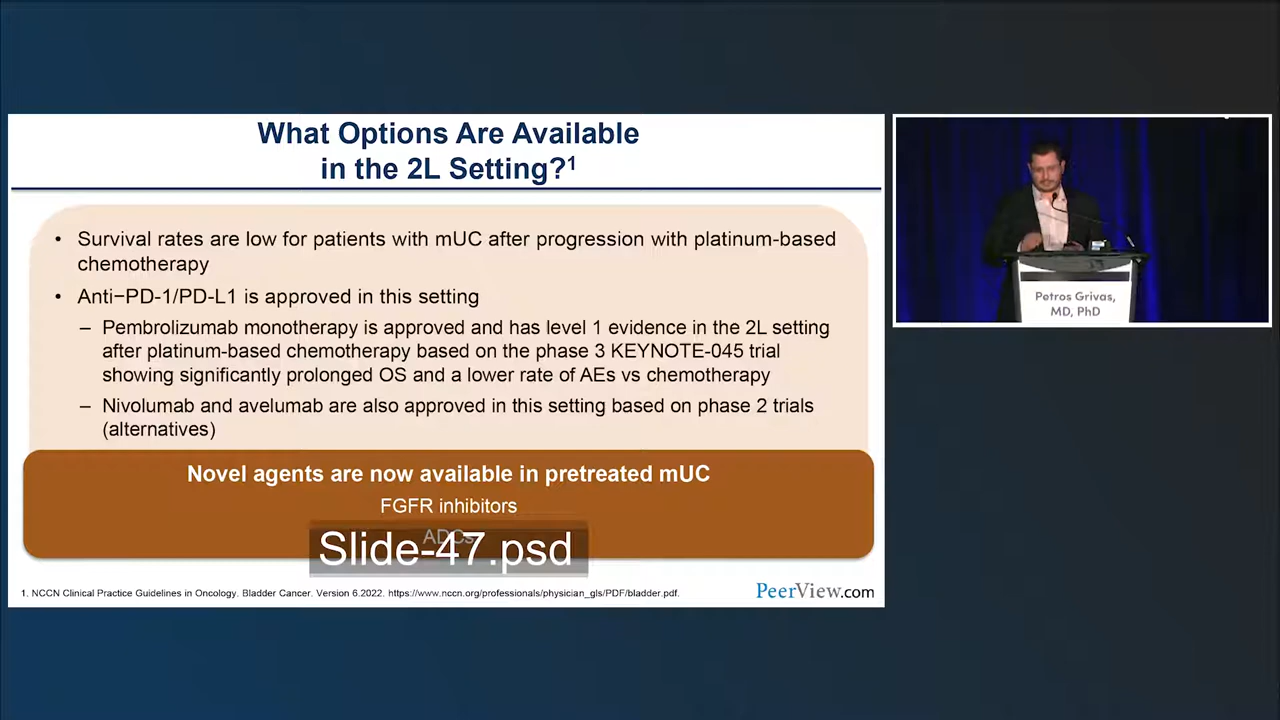 What Options Are Available
in the 2L Setting?¹
• Survival rates are low for patients with mUC after progression with platinum-based
chemotherapy
• Anti−PD-1/PD-L1 is approved in this setting
– Pembrolizumab monotherapy is approved and has level 1 evidence in the 2L setting
after platinum-based chemotherapy based on the phase 3 KEYNOTE-045 trial
showing significantly prolonged OS and a lower rate of AEs vs chemotherapy
– Nivolumab and avelumab are also approved in this setting based on phase 2 trials
(alternatives)
Novel agents are now available in pretreated mUC
FGFR inhibitors
ADCs
Slide-47.psd
1. NCCN Clinical Practice Guidelines in Oncology. Bladder Cancer. Version 6.2022. https://www.nccn.org/professionals/physician_gls/PDF/bladder.pdf.
PeerView.com
Petros Grivas,
MD, PhD